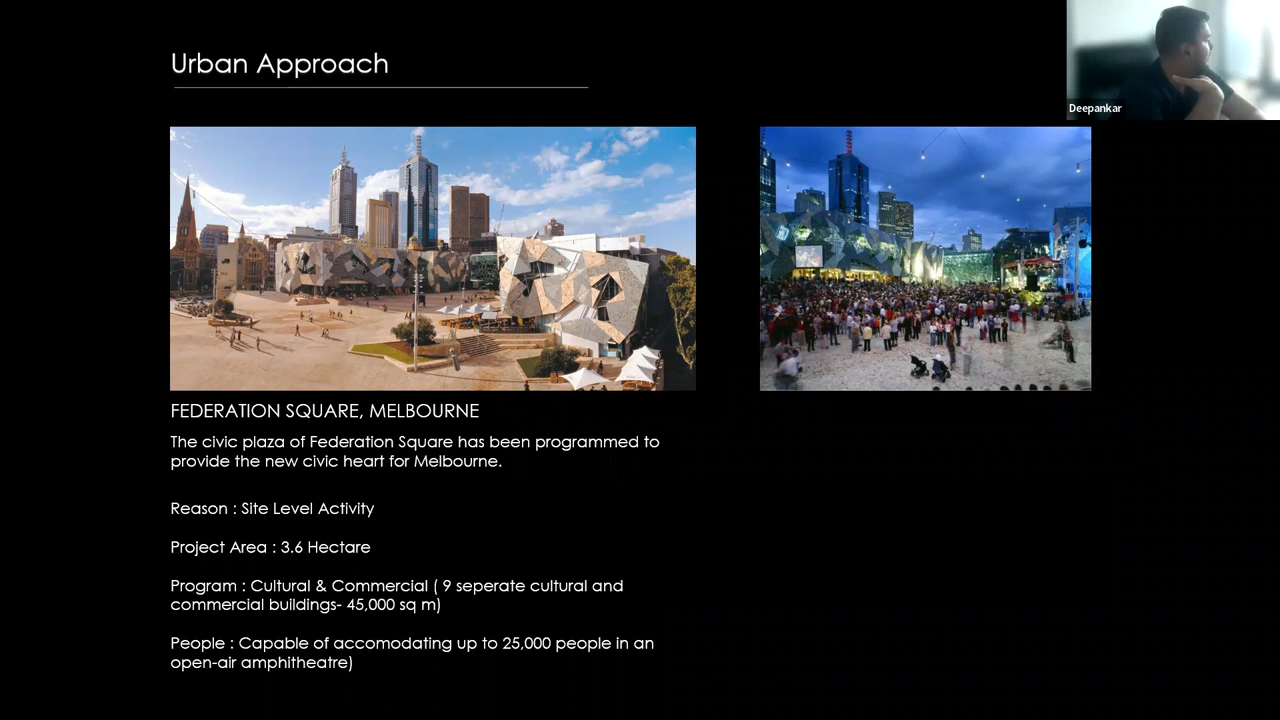 Urban Approach
Deepankar
FEDERATION SQUARE, MELBOURNE
The civic plaza of Federation Square has been programmed to
provide the new civic heart for Melbourne.
Reason : Site Level Activity
Project Area : 3.6 Hectare
Program : Cultural & Commercial ( 9 seperate cultural and
commercial buildings- 45,000 sq m)
People : Capable of accomodating up to 25,000 people in an
open-air amphitheatre)